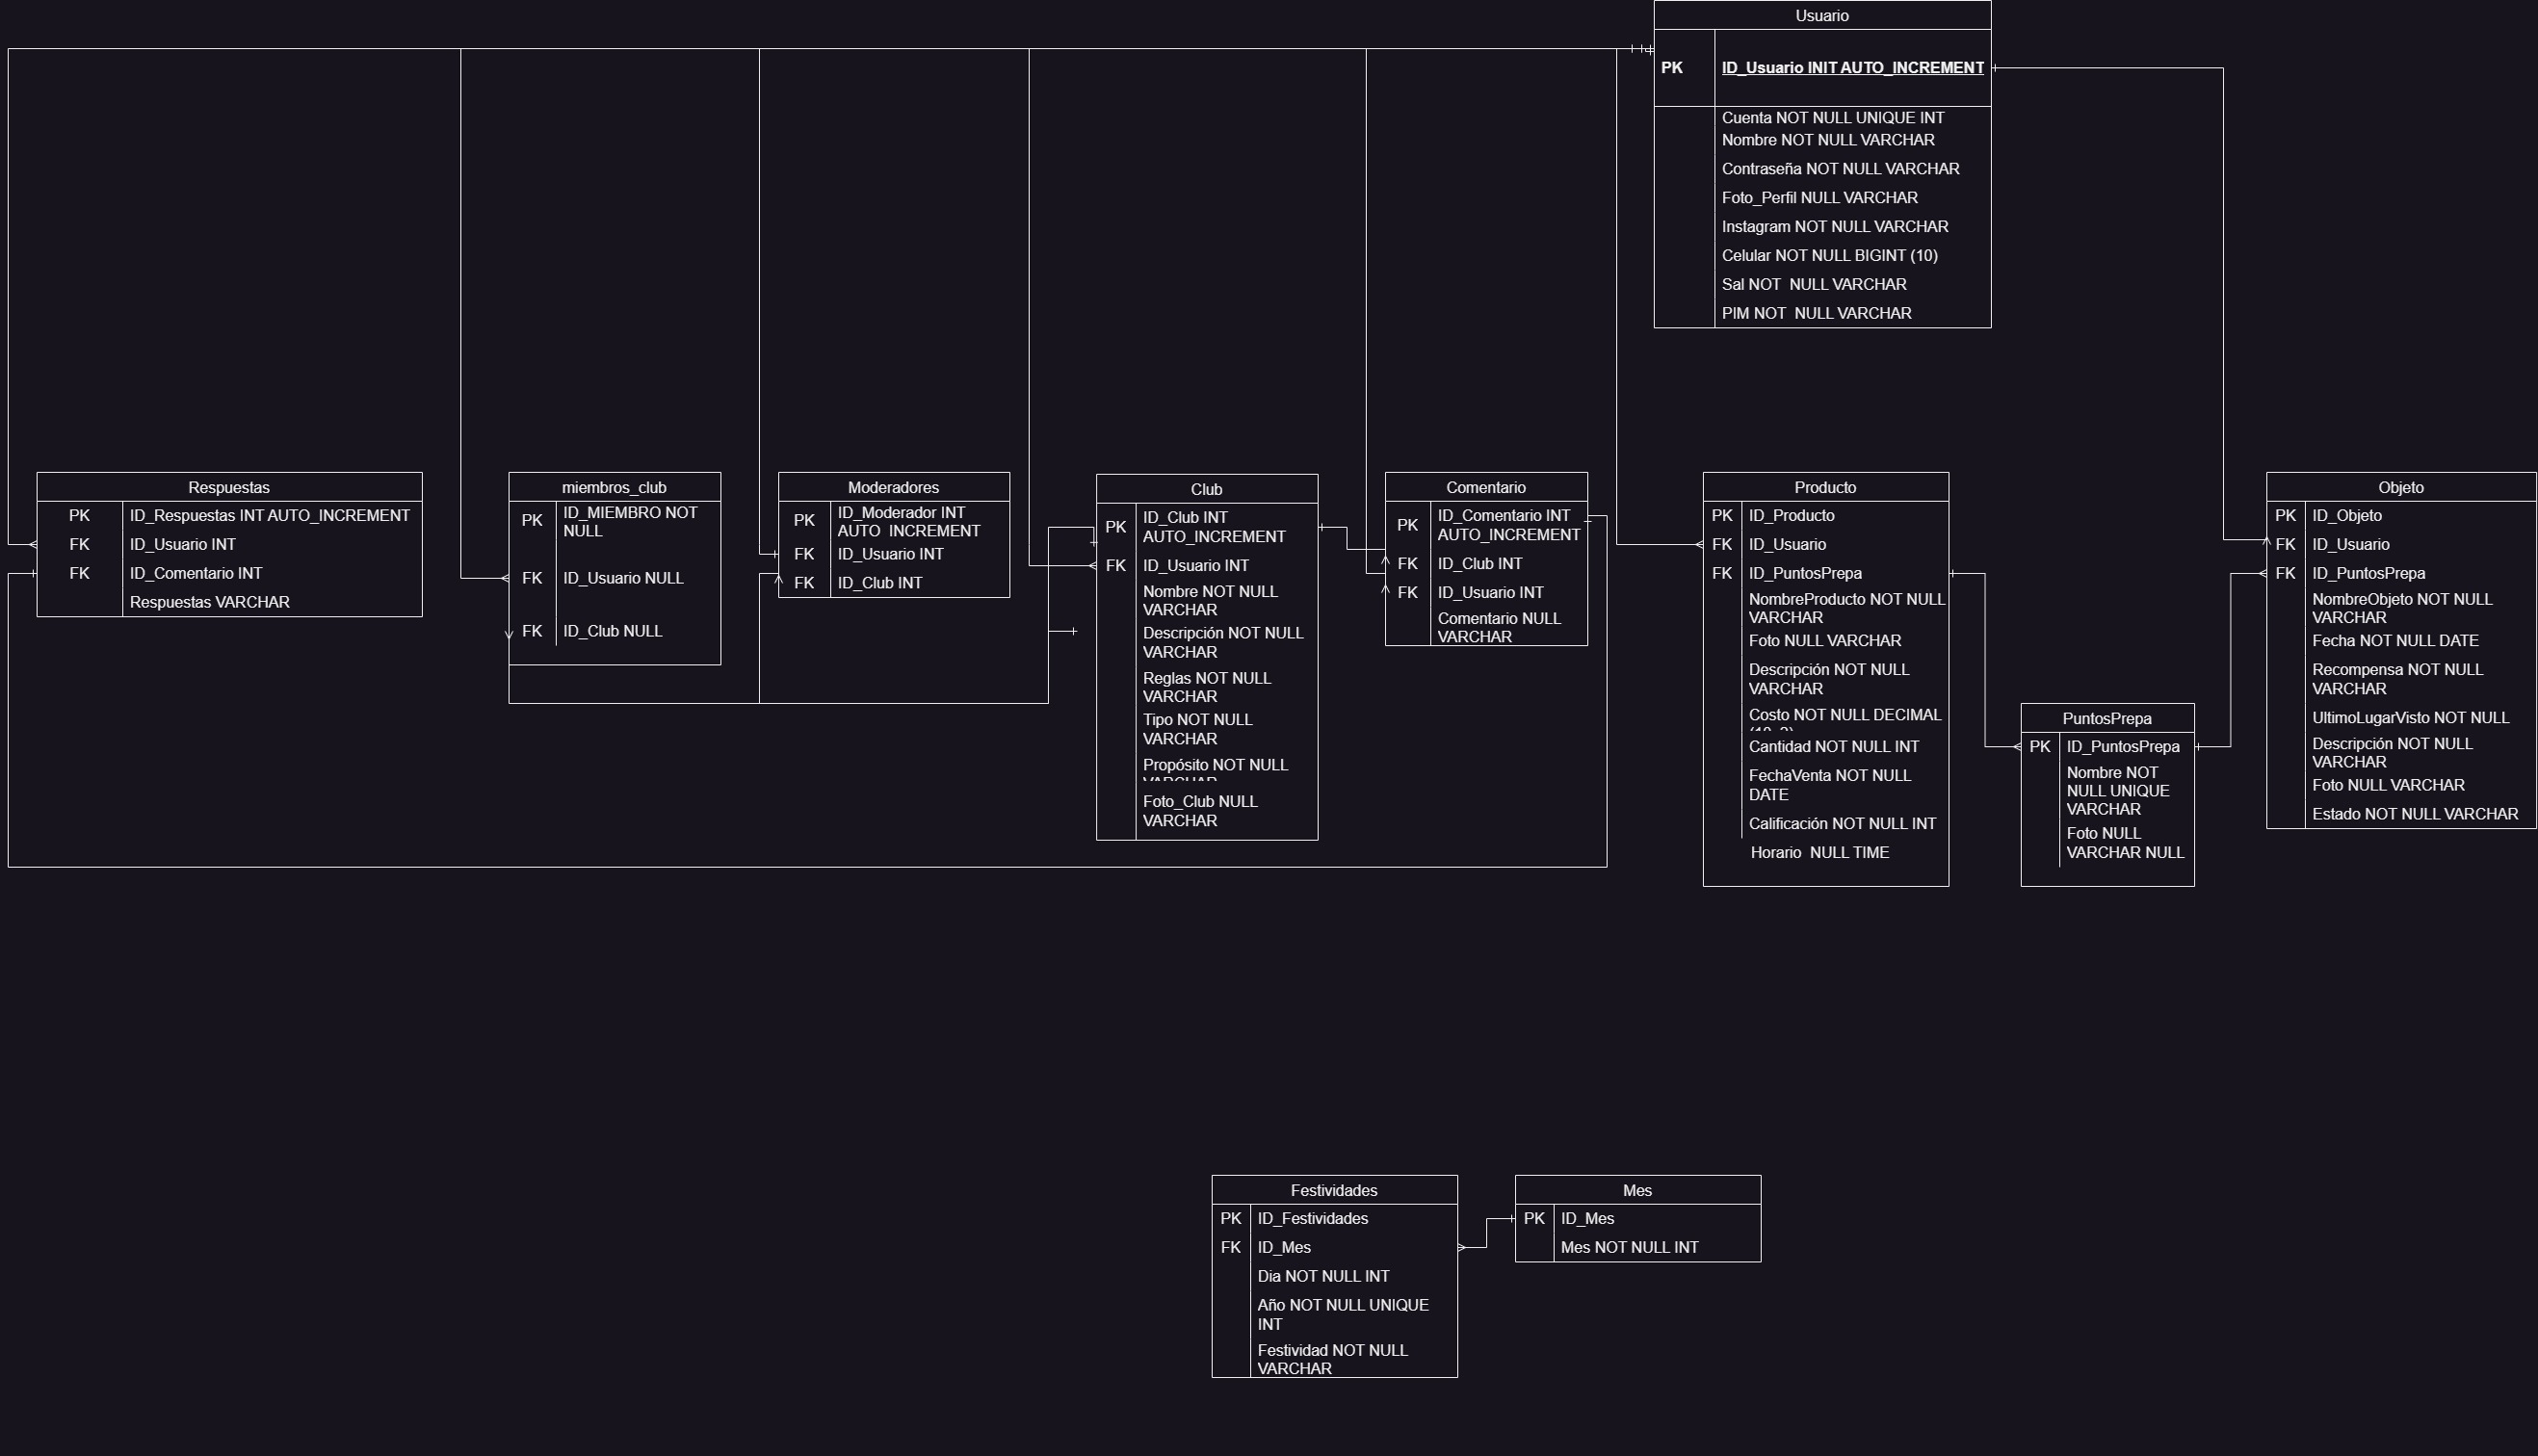 Usuario
PK
ID_Usuario INIT AUTO_INCREMENT
Cuenta NOT NULL UNIQUE INT
Nombre NOT NULL VARCHAR
Contraseña NOT NULL VARCHAR
Foto_Perfil NULL VARCHAR
Instagram NOT NULL VARCHAR
Celular NOT NULL BIGINT (10)
Sal NOT  NULL VARCHAR
PIM NOT  NULL VARCHAR
Respuestas
PK
ID_Respuestas INT AUTO_INCREMENT
FK
ID_Usuario INT
FK
ID_Comentario INT
Respuestas VARCHAR
miembros_club
PK
ID_MIEMBRO NOT
NULL
FK
ID_Usuario NULL
FK
ID_Club NULL
Moderadores
PK
ID_Moderador INT
AUTO_INCREMENT
FK
ID_Usuario INT
FK
ID_Club INT
Club
PK
ID_Club INT
AUTO_INCREMENT
FK
ID_Usuario INT
Nombre NOT NULL
VARCHAR
Descripción NOT NULL
VARCHAR
Reglas NOT NULL
VARCHAR
Tipo NOT NULL
VARCHAR
Propósito NOT NULL
VARCHAR
Foto_Club NULL
VARCHAR
Comentario
PK
ID_Comentario INT
AUTO_INCREMENT
FK
ID_Club INT
FK
ID_Usuario INT
Comentario NULL
VARCHAR
Producto
PK
ID_Producto
FK
ID_Usuario
FK
ID_PuntosPrepa
NombreProducto NOT NULL
VARCHAR
Foto NULL VARCHAR
Descripción NOT NULL
VARCHAR
Costo NOT NULL DECIMAL
Cantidad NOT NULL INT
FechaVenta NOT NULL
DATE
Calificación NOT NULL INT
Horario  NULL TIME
PuntosPrepa
PK
ID_PuntosPrepa
Nombre NOT
NULL UNIQUE
VARCHAR
Foto NULL
VARCHAR NULL
Objeto
PK
ID_Objeto
FK
ID_Usuario
FK
ID_PuntosPrepa
NombreObjeto NOT NULL
VARCHAR
Fecha NOT NULL DATE
Recompensa NOT NULL
VARCHAR
UltimoLugarVisto NOT NULL
Descripción NOT NULL
VARCHAR
Foto NULL VARCHAR
Estado NOT NULL VARCHAR
Festividades
PK
ID_Festividades
FK
ID_Mes
Dia NOT NULL INT
Año NOT NULL UNIQUE
INT
Festividad NOT NULL
VARCHAR
Mes
PK
ID_Mes
Mes NOT NULL INT